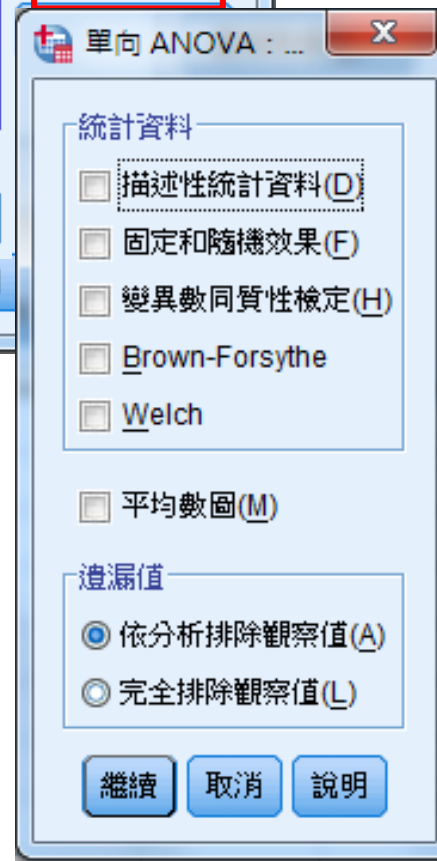 單向 ANOVA : ...
統計資料
描述性統計資料(D)
固定和隨機效果(F)
變異數同質性檢定(H)
Brown-Forsythe
Welch
平均數圖(M)
遺漏值
依分析排除觀察值(A)
完全排除觀察值(L)
繼續 取消 說明